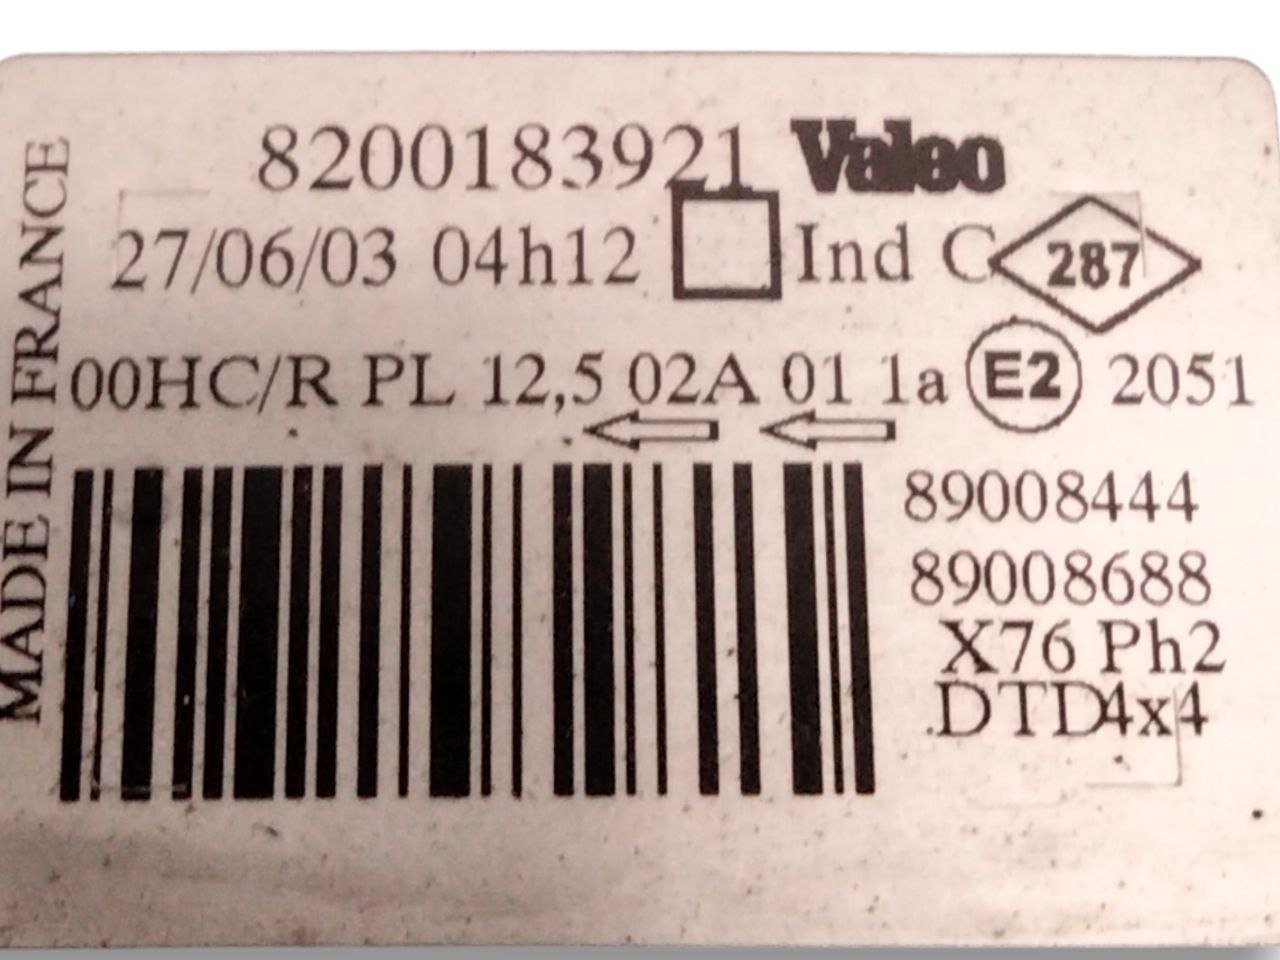 8200183921 Valeo
27/06/03 04h12 Ind C 287
00HC/R PL 12,5 02A 01 1a E2 2051
89008444
89008688
X76 Ph2
DTD4x4
MADE IN FRANCE